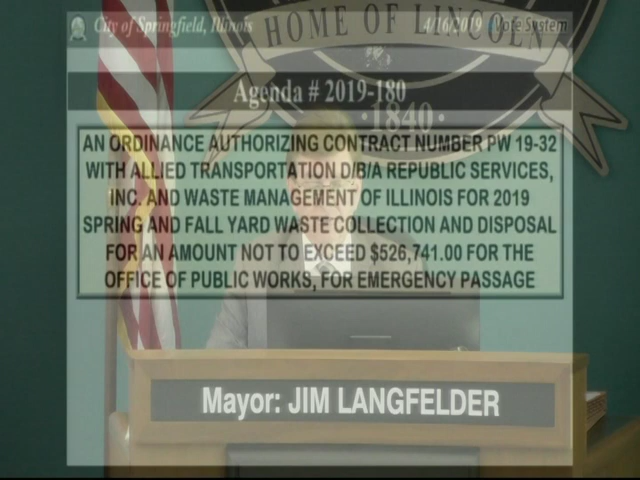 City of Springfield, Illinois 4/16/2019 Vote System
HOME OF LINCOLN
Agenda # 2019-180
·1840·
AN ORDINANCE AUTHORIZING CONTRACT NUMBER PW 19-32
WITH ALLIED TRANSPORTATION D/B/A REPUBLIC SERVICES,
INC. AND WASTE MANAGEMENT OF ILLINOIS FOR 2019
SPRING AND FALL YARD WASTE COLLECTION AND DISPOSAL
FOR AN AMOUNT NOT TO EXCEED $526,741.00 FOR THE
OFFICE OF PUBLIC WORKS, FOR EMERGENCY PASSAGE
Mayor: JIM LANGFELDER